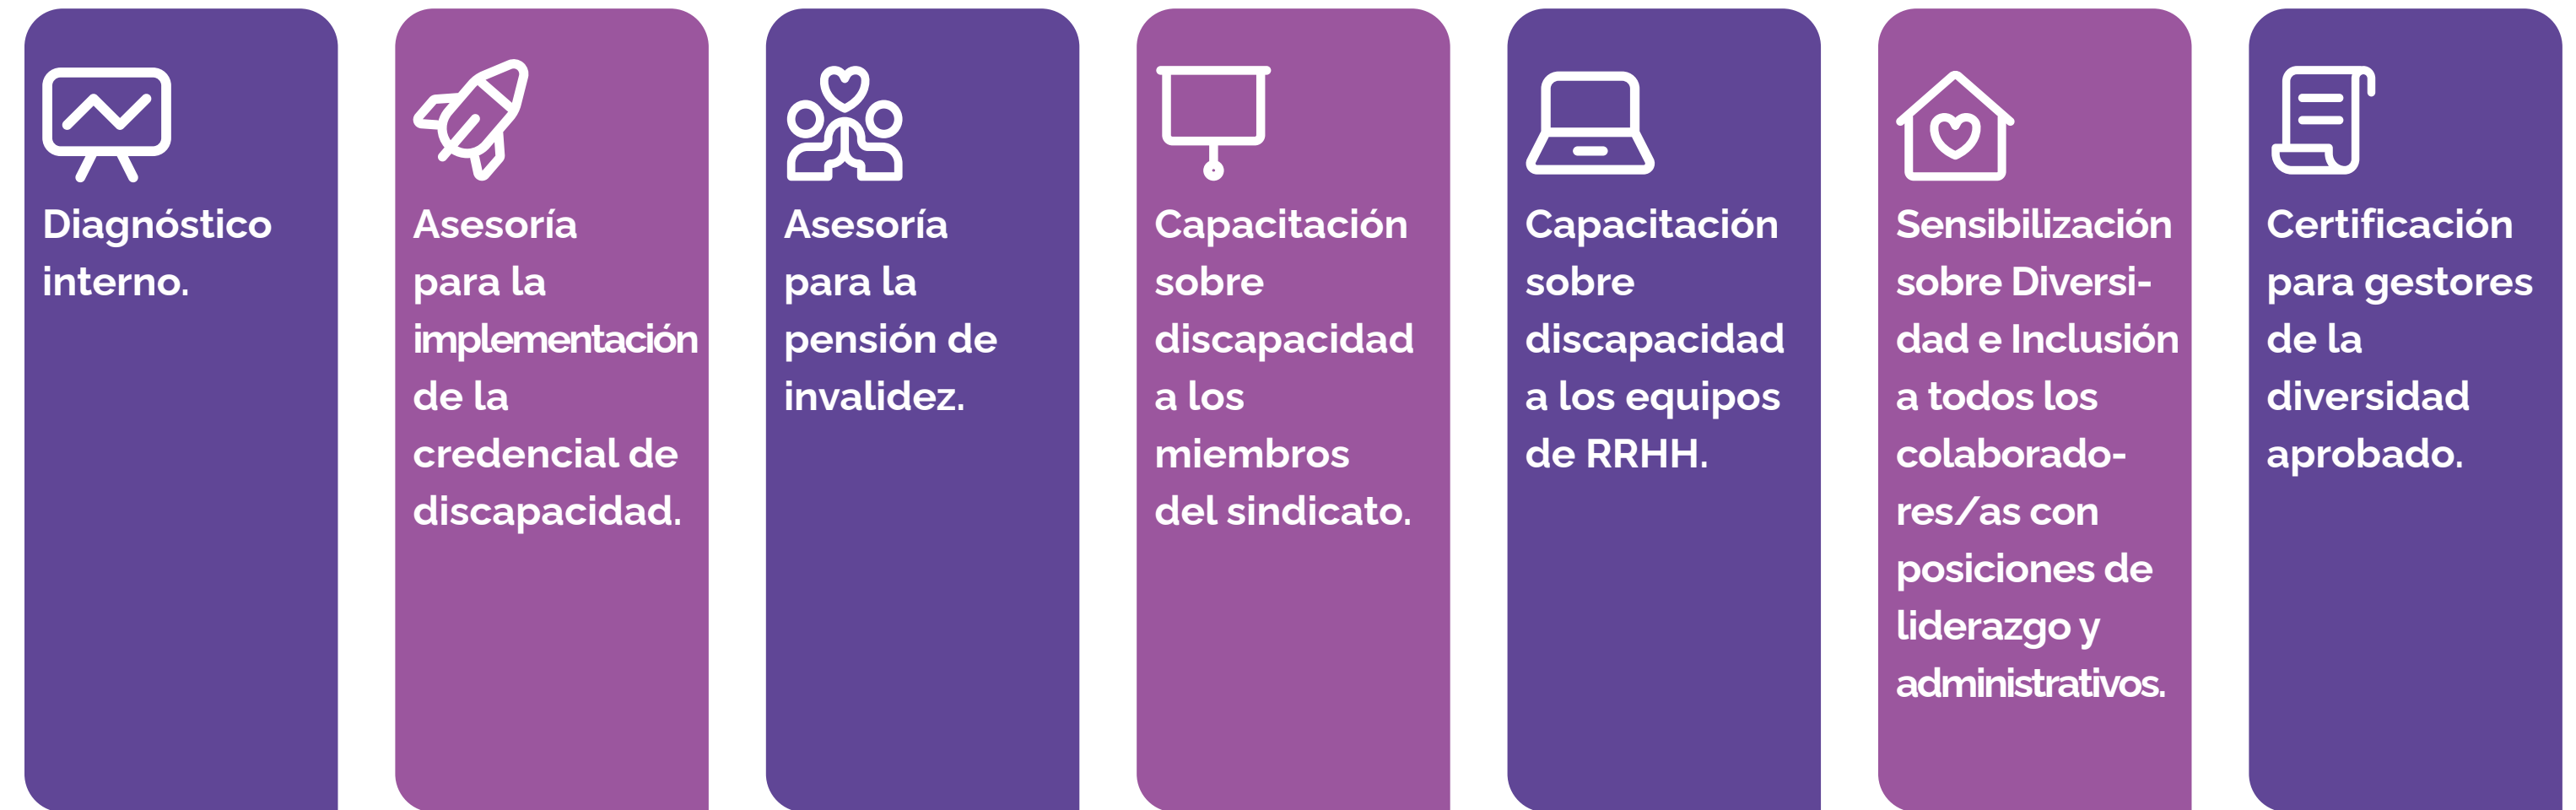 Diagnóstico
interno.
Asesoría
para la
implementación
de la
credencial de
discapacidad.
Asesoría
para la
pensión de
invalidez.
Capacitación
sobre
discapacidad
a los
miembros
del sindicato.
Capacitación
sobre
discapacidad
a los equipos
de RRHH.
Sensibilización
sobre Diversi-
dad e Inclusión
a todos los
colaborado-
res/as con
posiciones de
liderazgo y
administrativos.
Certificación
para gestores
de la
diversidad
aprobado.